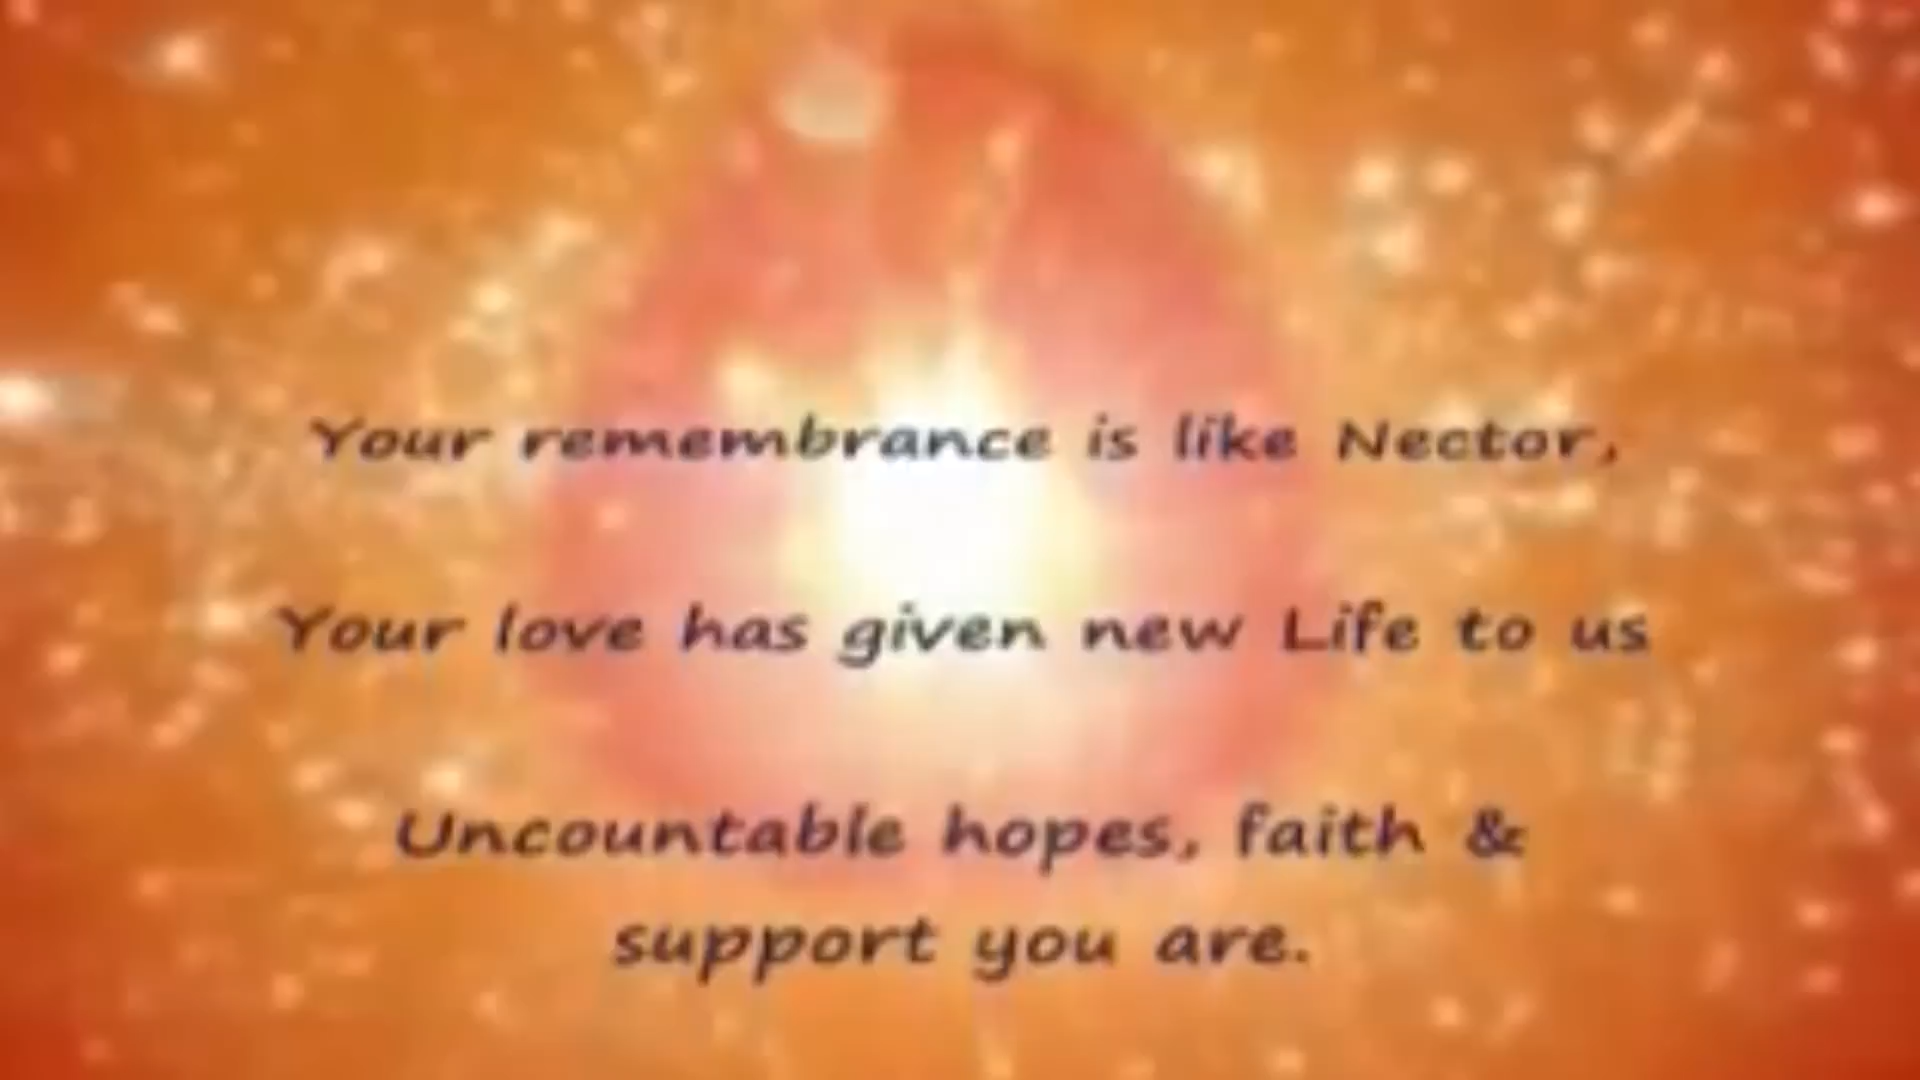 Your remembrance is like Nector,
Your love has given new Life to us
Uncountable hopes, faith &
support you are.